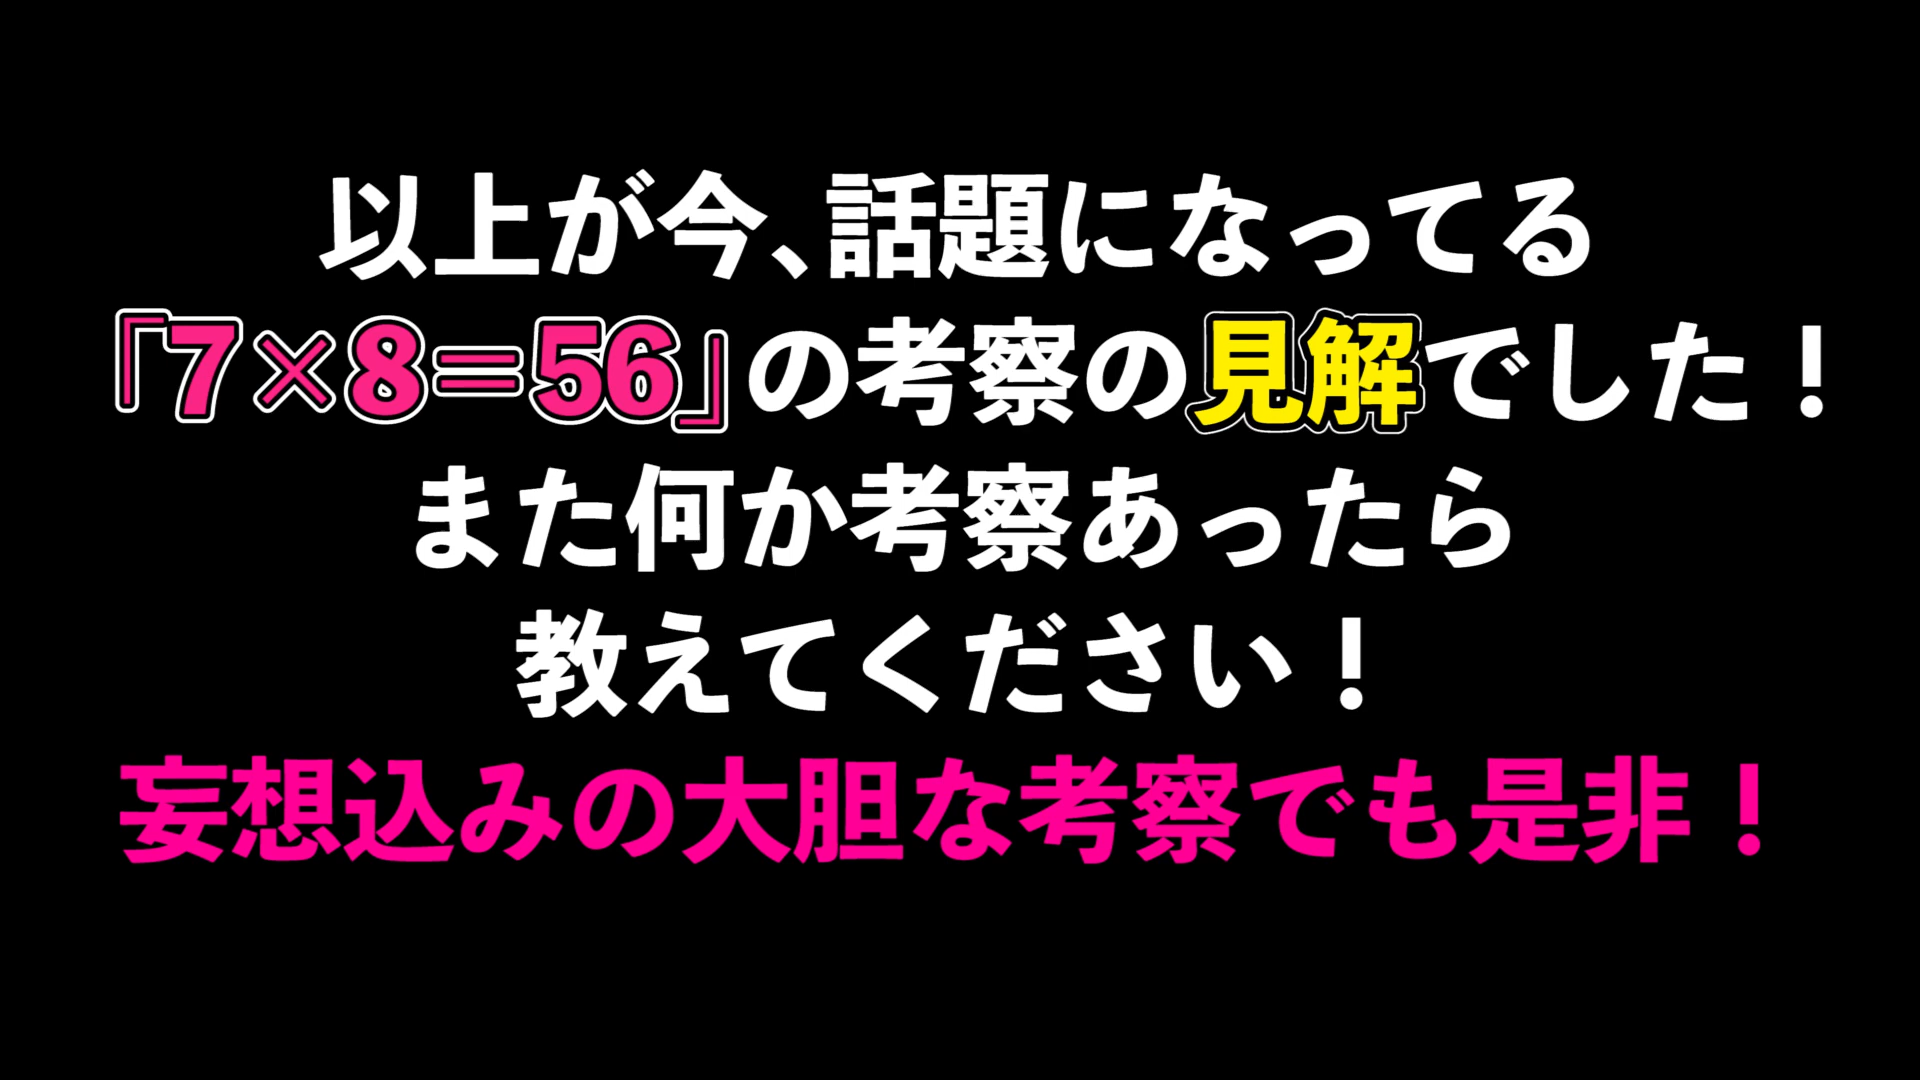 以上が今、話題になってる
『7×8=56』の考察の見解でした！
また何か考察あったら
教えてください！
妄想込みの大胆な考察でも是非！